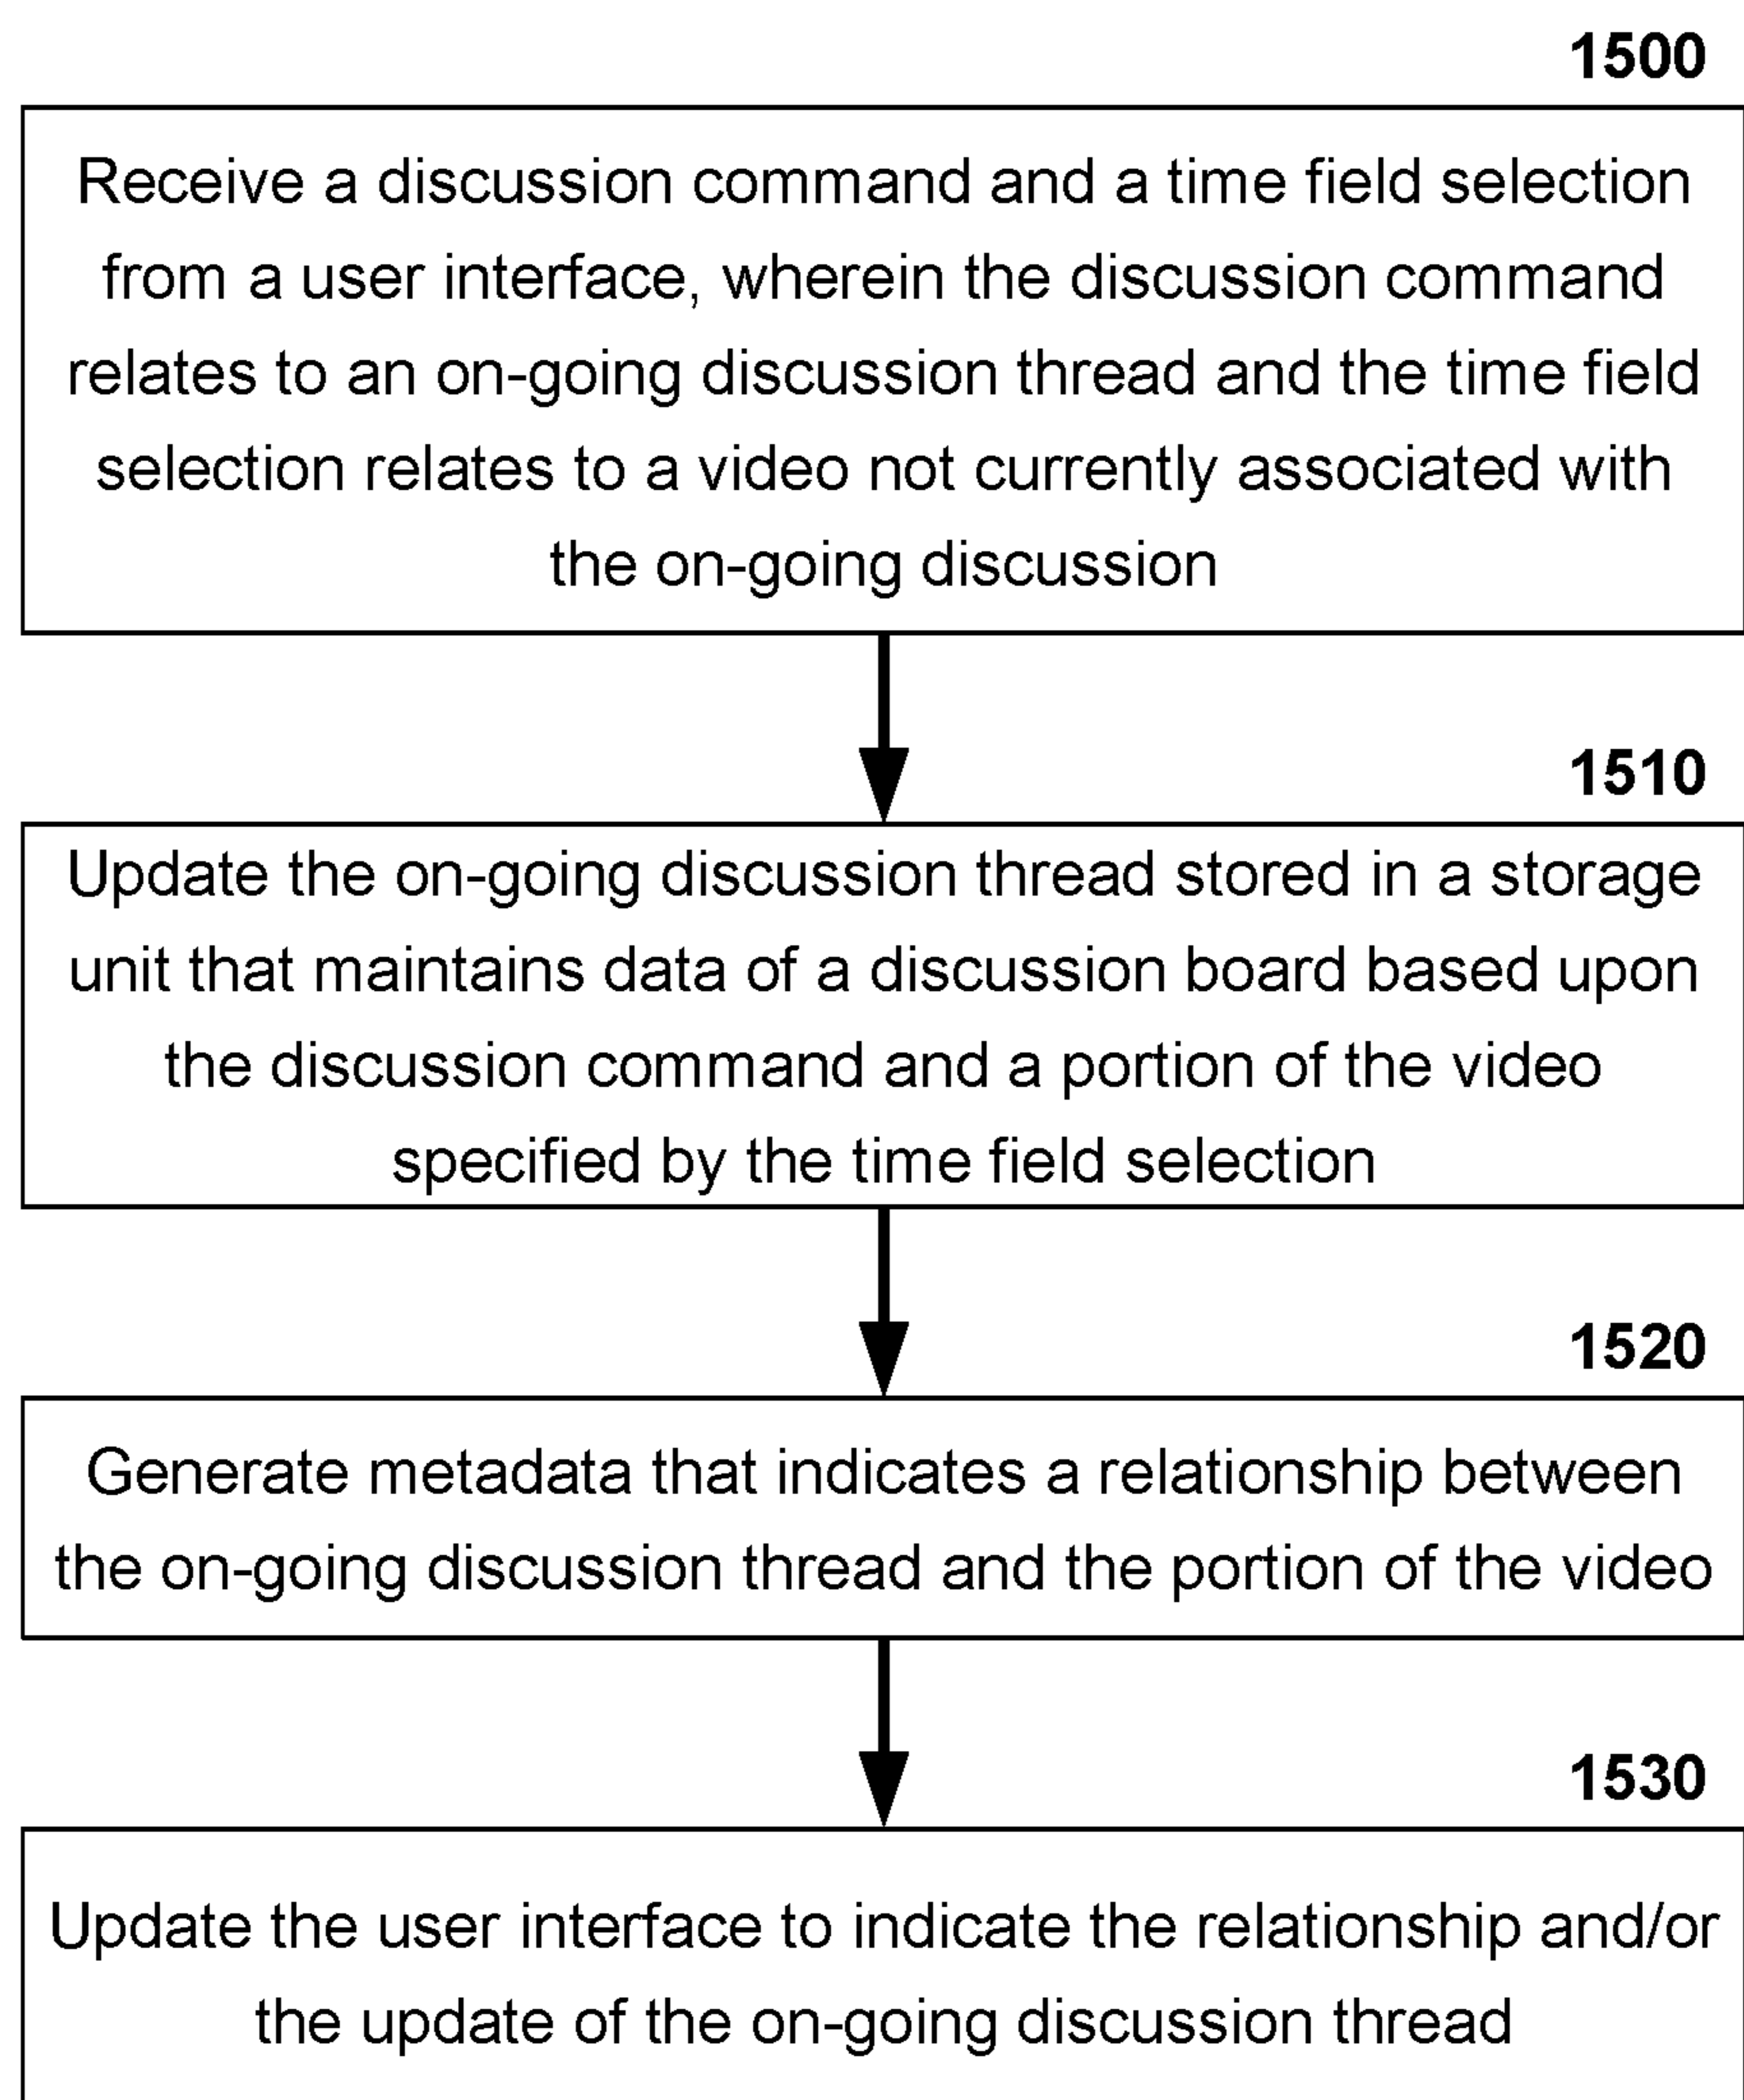 1500
Receive a discussion command and a time field selection
from a user interface, wherein the discussion command
relates to an on-going discussion thread and the time field
selection relates to a video not currently associated with
the on-going discussion
1510
Update the on-going discussion thread stored in a storage
unit that maintains data of a discussion board based upon
the discussion command and a portion of the video
specified by the time field selection
1520
Generate metadata that indicates a relationship between
the on-going discussion thread and the portion of the video
1530
Update the user interface to indicate the relationship and/or
the update of the on-going discussion thread